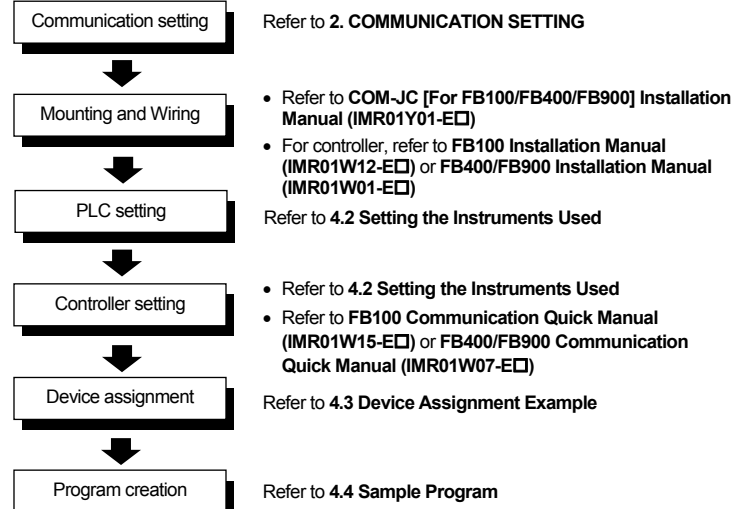 Communication setting
Refer to 2. COMMUNICATION SETTING
Mounting and Wiring
• Refer to COM-JC [For FB100/FB400/FB900] Installation
Manual (IMR01Y01-E□)
• For controller, refer to FB100 Installation Manual
(IMR01W12-E□) or FB400/FB900 Installation Manual
(IMR01W01-E□)
PLC setting
Refer to 4.2 Setting the Instruments Used
Controller setting
• Refer to 4.2 Setting the Instruments Used
• Refer to FB100 Communication Quick Manual
(IMR01W15-E□) or FB400/FB900 Communication
Quick Manual (IMR01W07-E□)
Device assignment
Refer to 4.3 Device Assignment Example
Program creation
Refer to 4.4 Sample Program